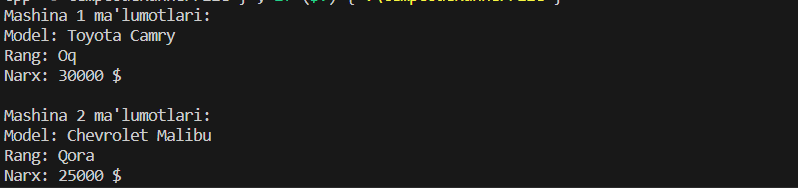 Mashina 1 ma'lumotlari:
Model: Toyota Camry
Rang: Oq
Narx: 30000 $
Mashina 2 ma'lumotlari:
Model: Chevrolet Malibu
Rang: Qora
Narx: 25000 $